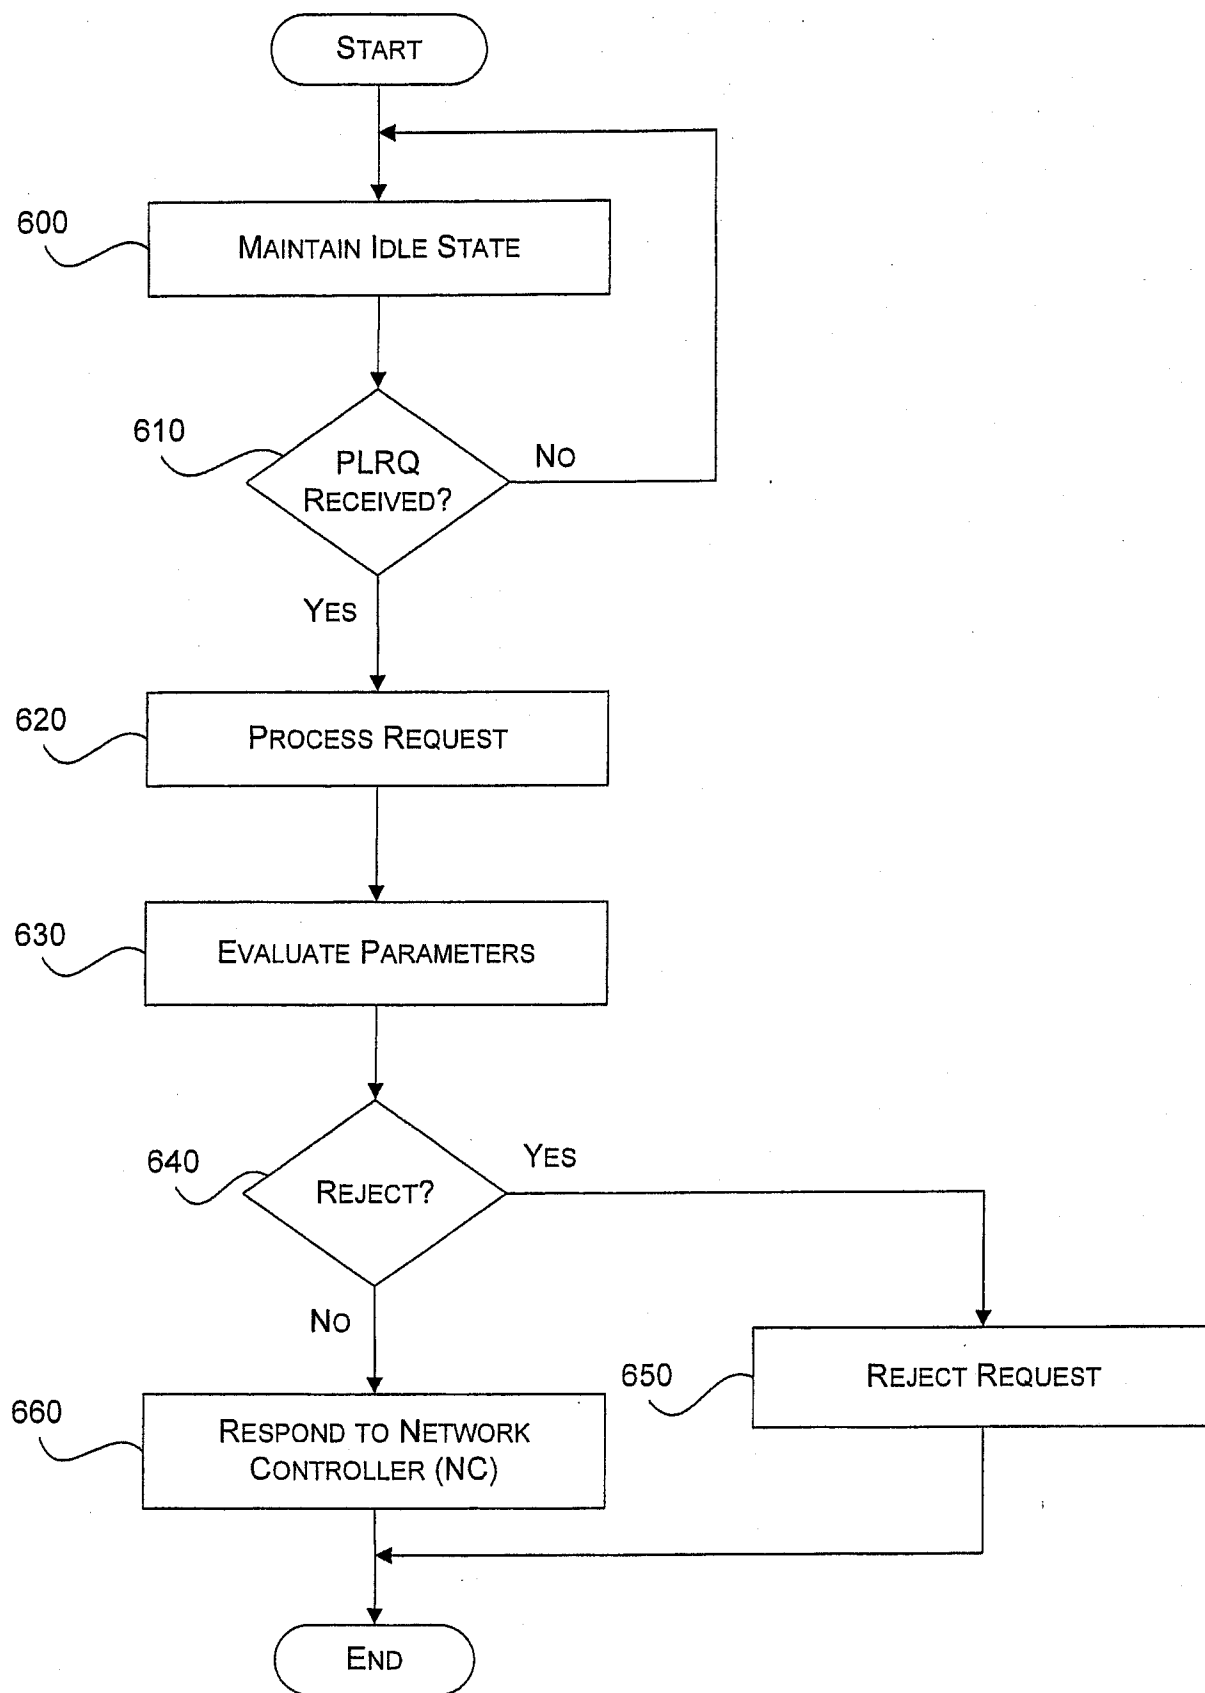 START
600
MAINTAIN IDLE STATE
610
PLRQ
RECEIVED?
NO
YES
620
PROCESS REQUEST
630
EVALUATE PARAMETERS
640
REJECT?
YES
NO
650
REJECT REQUEST
660
RESPOND TO NETWORK
CONTROLLER (NC)
END